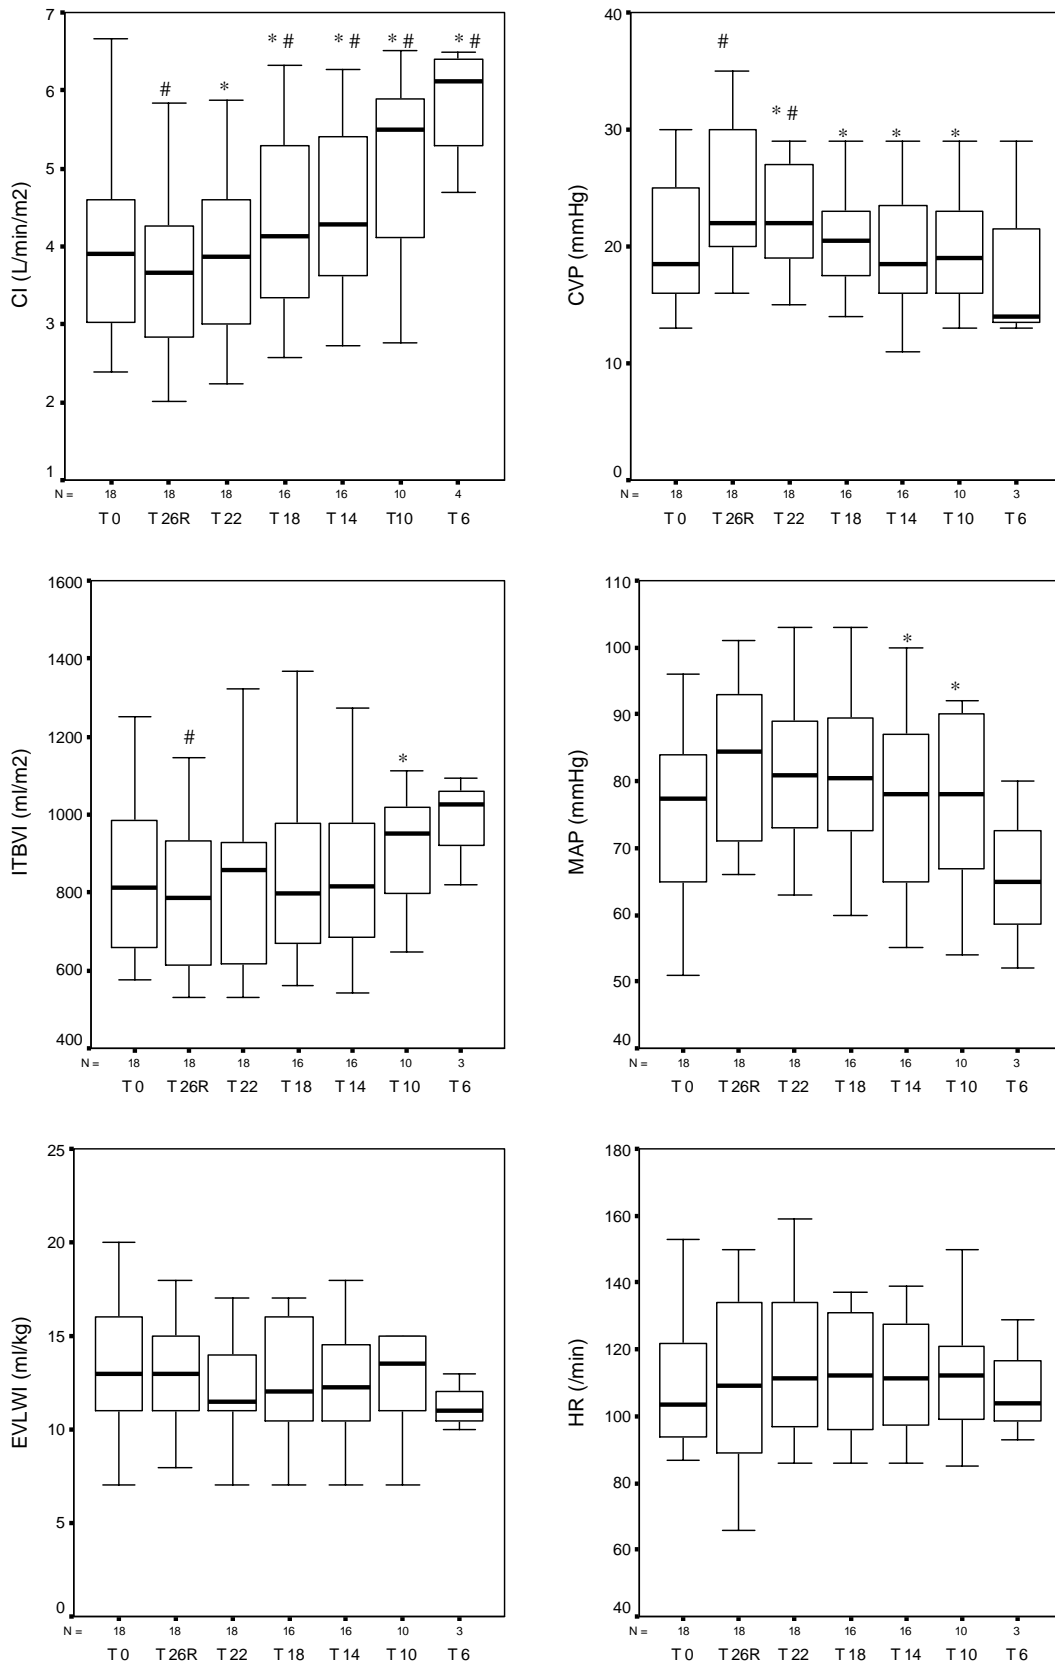 7
6
5
4
3
2
1
CI (L/min/m2)
* #
* #
* #
* #
#
*
N =
18 18 18 16 16 10 4
T 0 T 26R T 22 T 18 T 14 T10 T 6
40
30
20
10
0
CVP (mmHg)
#
* #
* * *
18 18 18 16 16 10 3
N =
T 0 T 26R T 22 T 18 T 14 T 10 T 6
1600
1400
1200
1000
800
600
400
ITBVI (ml/m2)
#
*
N =
18 18 18 16 16 10 3
T 0 T 26R T 22 T 18 T 14 T 10 T 6
110
100
90
80
70
60
50
40
MAP (mmHg)
*
*
N =
18 18 18 16 16 10 3
T 0 T 26R T 22 T 18 T 14 T 10 T 6
25
20
15
10
5
0
EVLWI (ml/kg)
N =
18 18 18 16 16 10 3
T 0 T 26R T 22 T 18 T 14 T 10 T 6
180
160
140
120
100
80
60
40
HR (/min)
N =
18 18 18 16 16 10 3
T 0 T 26R T 22 T 18 T 14 T 10 T 6